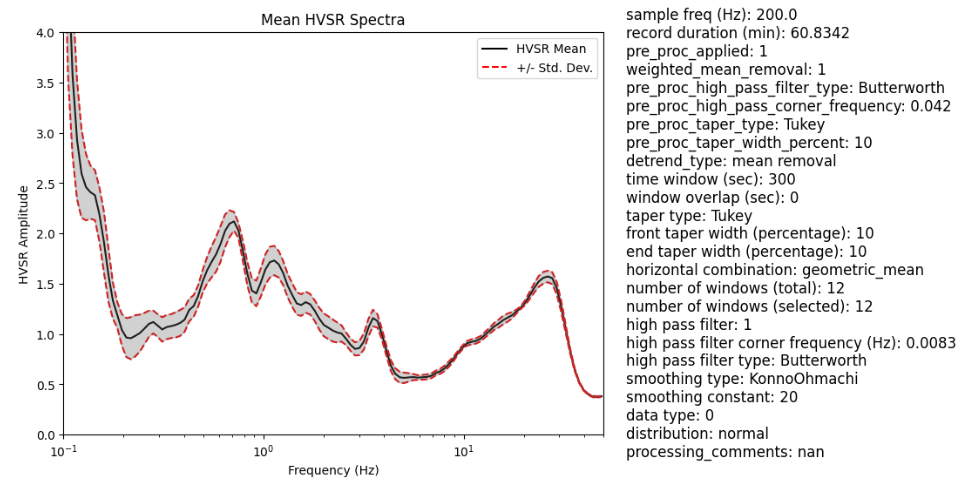 Mean HVSR Spectra
HVSR Amplitude
4.0
3.5
3.0
2.5
2.0
1.5
1.0
0.5
0.0
HVSR Mean
+/- Std. Dev.
10⁻¹
10⁰
10¹
Frequency (Hz)
sample freq (Hz): 200.0
record duration (min): 60.8342
pre_proc_applied: 1
weighted_mean_removal: 1
pre_proc_high_pass_filter_type: Butterworth
pre_proc_high_pass_corner_frequency: 0.042
pre_proc_taper_type: Tukey
pre_proc_taper_width_percent: 10
detrend_type: mean removal
time window (sec): 300
window overlap (sec): 0
taper type: Tukey
front taper width (percentage): 10
end taper width (percentage): 10
horizontal combination: geometric_mean
number of windows (total): 12
number of windows (selected): 12
high pass filter: 1
high pass filter corner frequency (Hz): 0.0083
high pass filter type: Butterworth
smoothing type: KonnoOhmachi
smoothing constant: 20
data type: 0
distribution: normal
processing_comments: nan